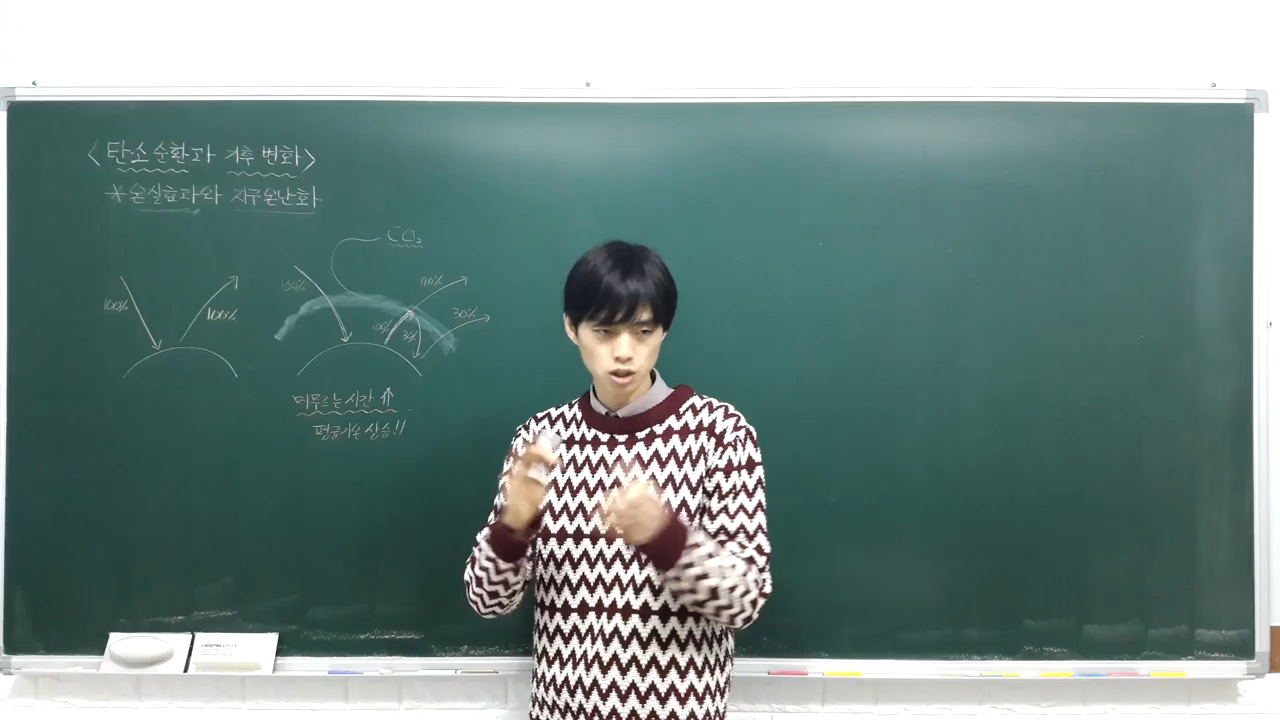 <탄소 순환과 기후 변화>
* 온실효과와 지구온난화
CO₂
100%
100%
100%
70%
100%
30%
30%
머무르는 시간 ⇑
평균기온 상승!!